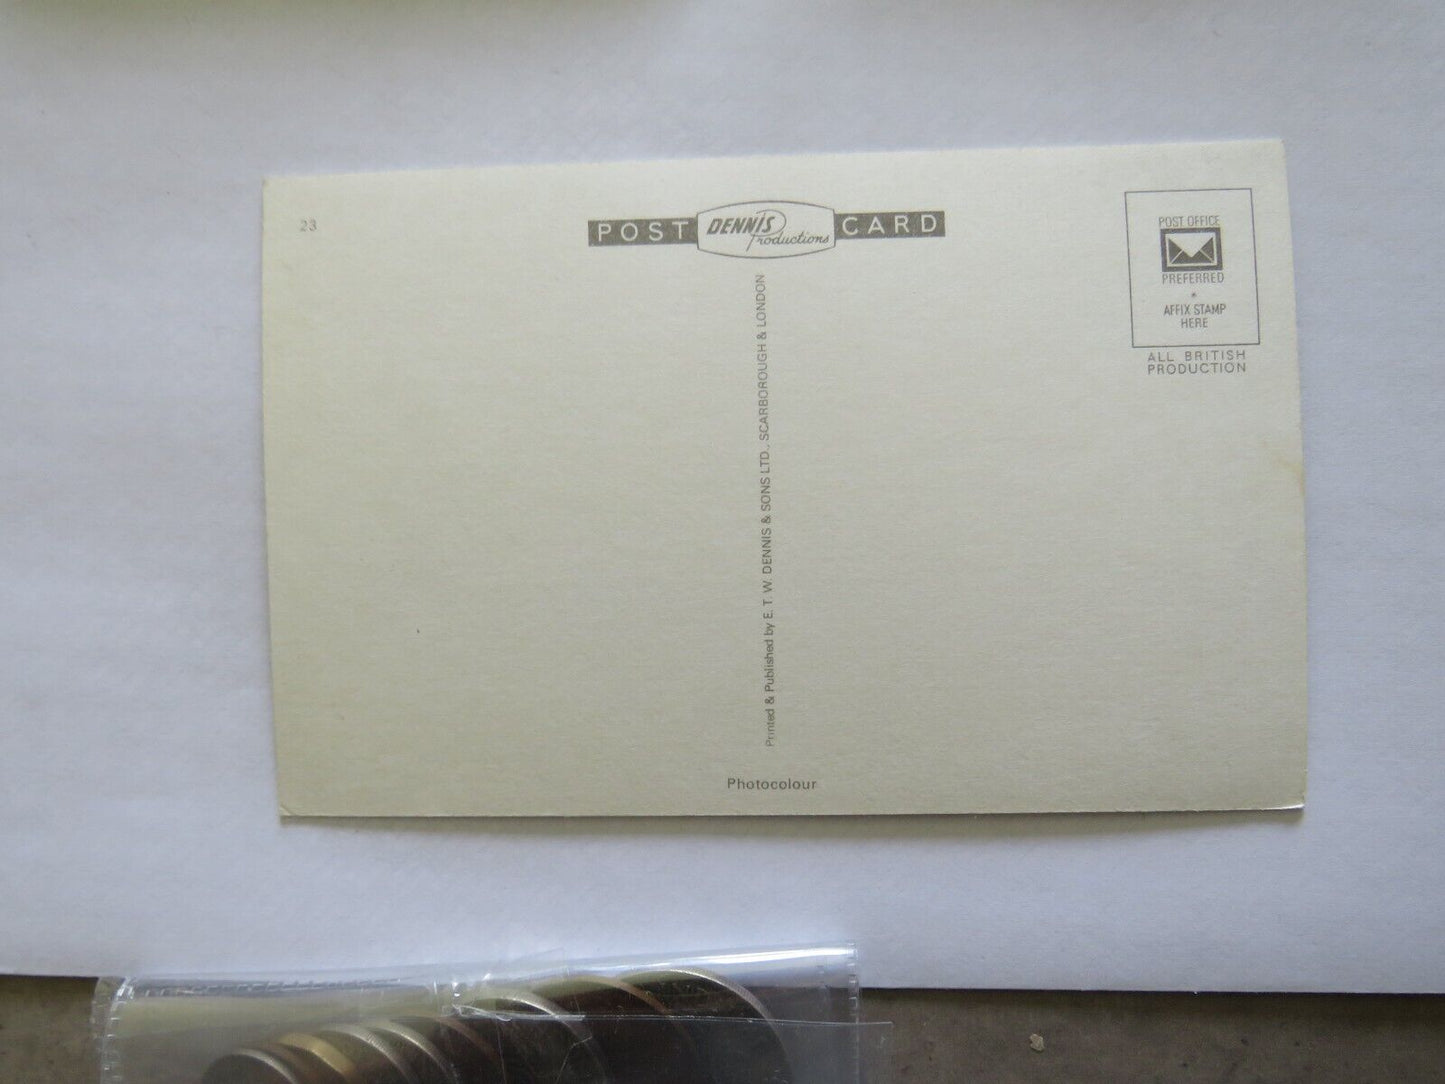 23
POST DENNIS Productions CARD
POST OFFICE
PREFERRED
AFFIX STAMP
HERE
ALL BRITISH
PRODUCTION
Printed & Published by E. T. W. DENNIS & SONS LTD., SCARBOROUGH & LONDON
Photocolour